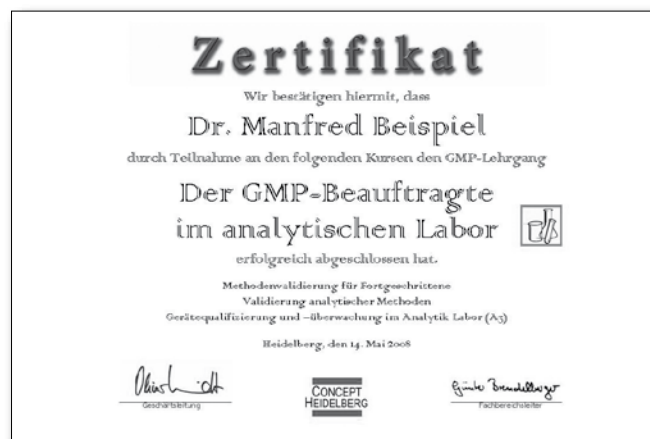 Zertifikat
Wir bestätigen hiermit, dass
Dr. Manfred Beispiel
durch Teilnahme an den folgenden Kursen den GMP-Lehrgang
Der GMP-Beauftragte
im analytischen Labor
erfolgreich abgeschlossen hat.
Methodenvalidierung für Fortgeschrittene
Validierung analytischer Methoden
Gerätequalifizierung und –überwachung im Analytik Labor (A3)
Heidelberg, den 14. Mai 2008
Günter Brendelberger
Geschäftsleitung
CONCEPT
HEIDELBERG
Fachbereichsleiter